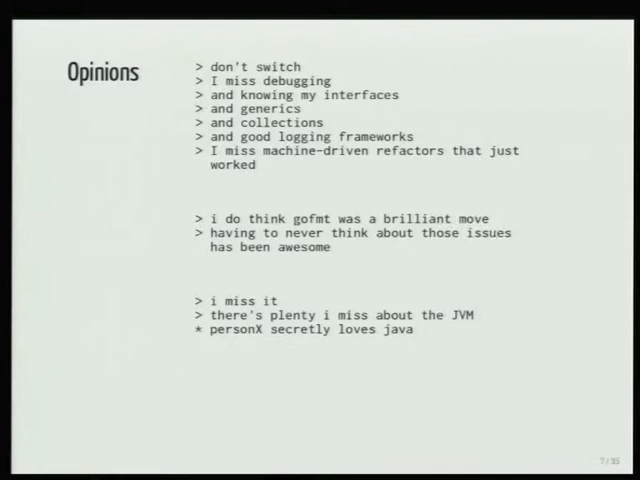 Opinions
> don't switch
> I miss debugging
> and knowing my interfaces
> and generics
> and collections
> and good logging frameworks
> I miss machine-driven refactors that just
worked
> i do think gofmt was a brilliant move
> having to never think about those issues
has been awesome
> i miss it
> there's plenty i miss about the JVM
* personX secretly loves java
7/35